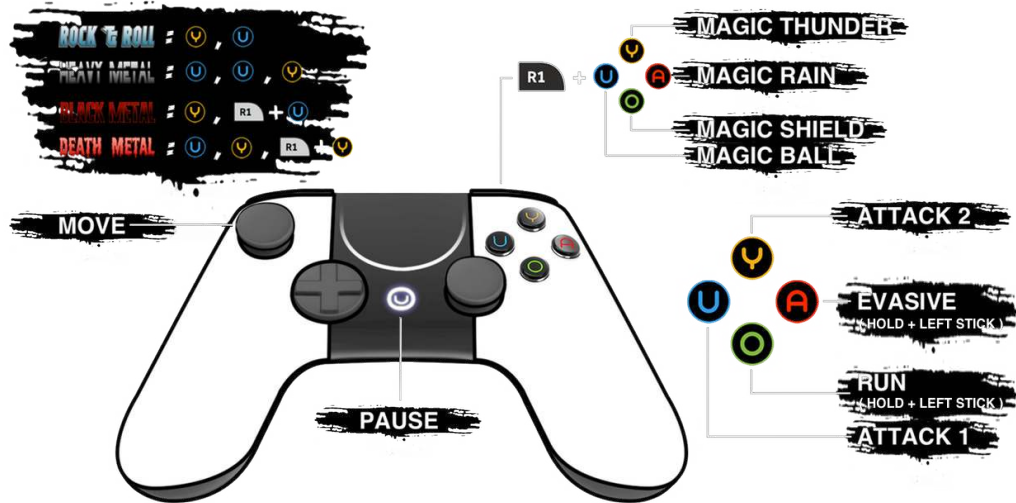 ROCK & ROLL : Y , U
HEAVY METAL : U , U , Y
BLACK METAL : Y , R1 + U
DEATH METAL : U , Y , R1 + Y
R1 + U Y A O
MAGIC THUNDER
MAGIC RAIN
MAGIC SHIELD
MAGIC BALL
MOVE
Y
U A
O
U
PAUSE
Y
U A
O
ATTACK 2
EVASIVE
( HOLD + LEFT STICK )
RUN
( HOLD + LEFT STICK )
ATTACK 1